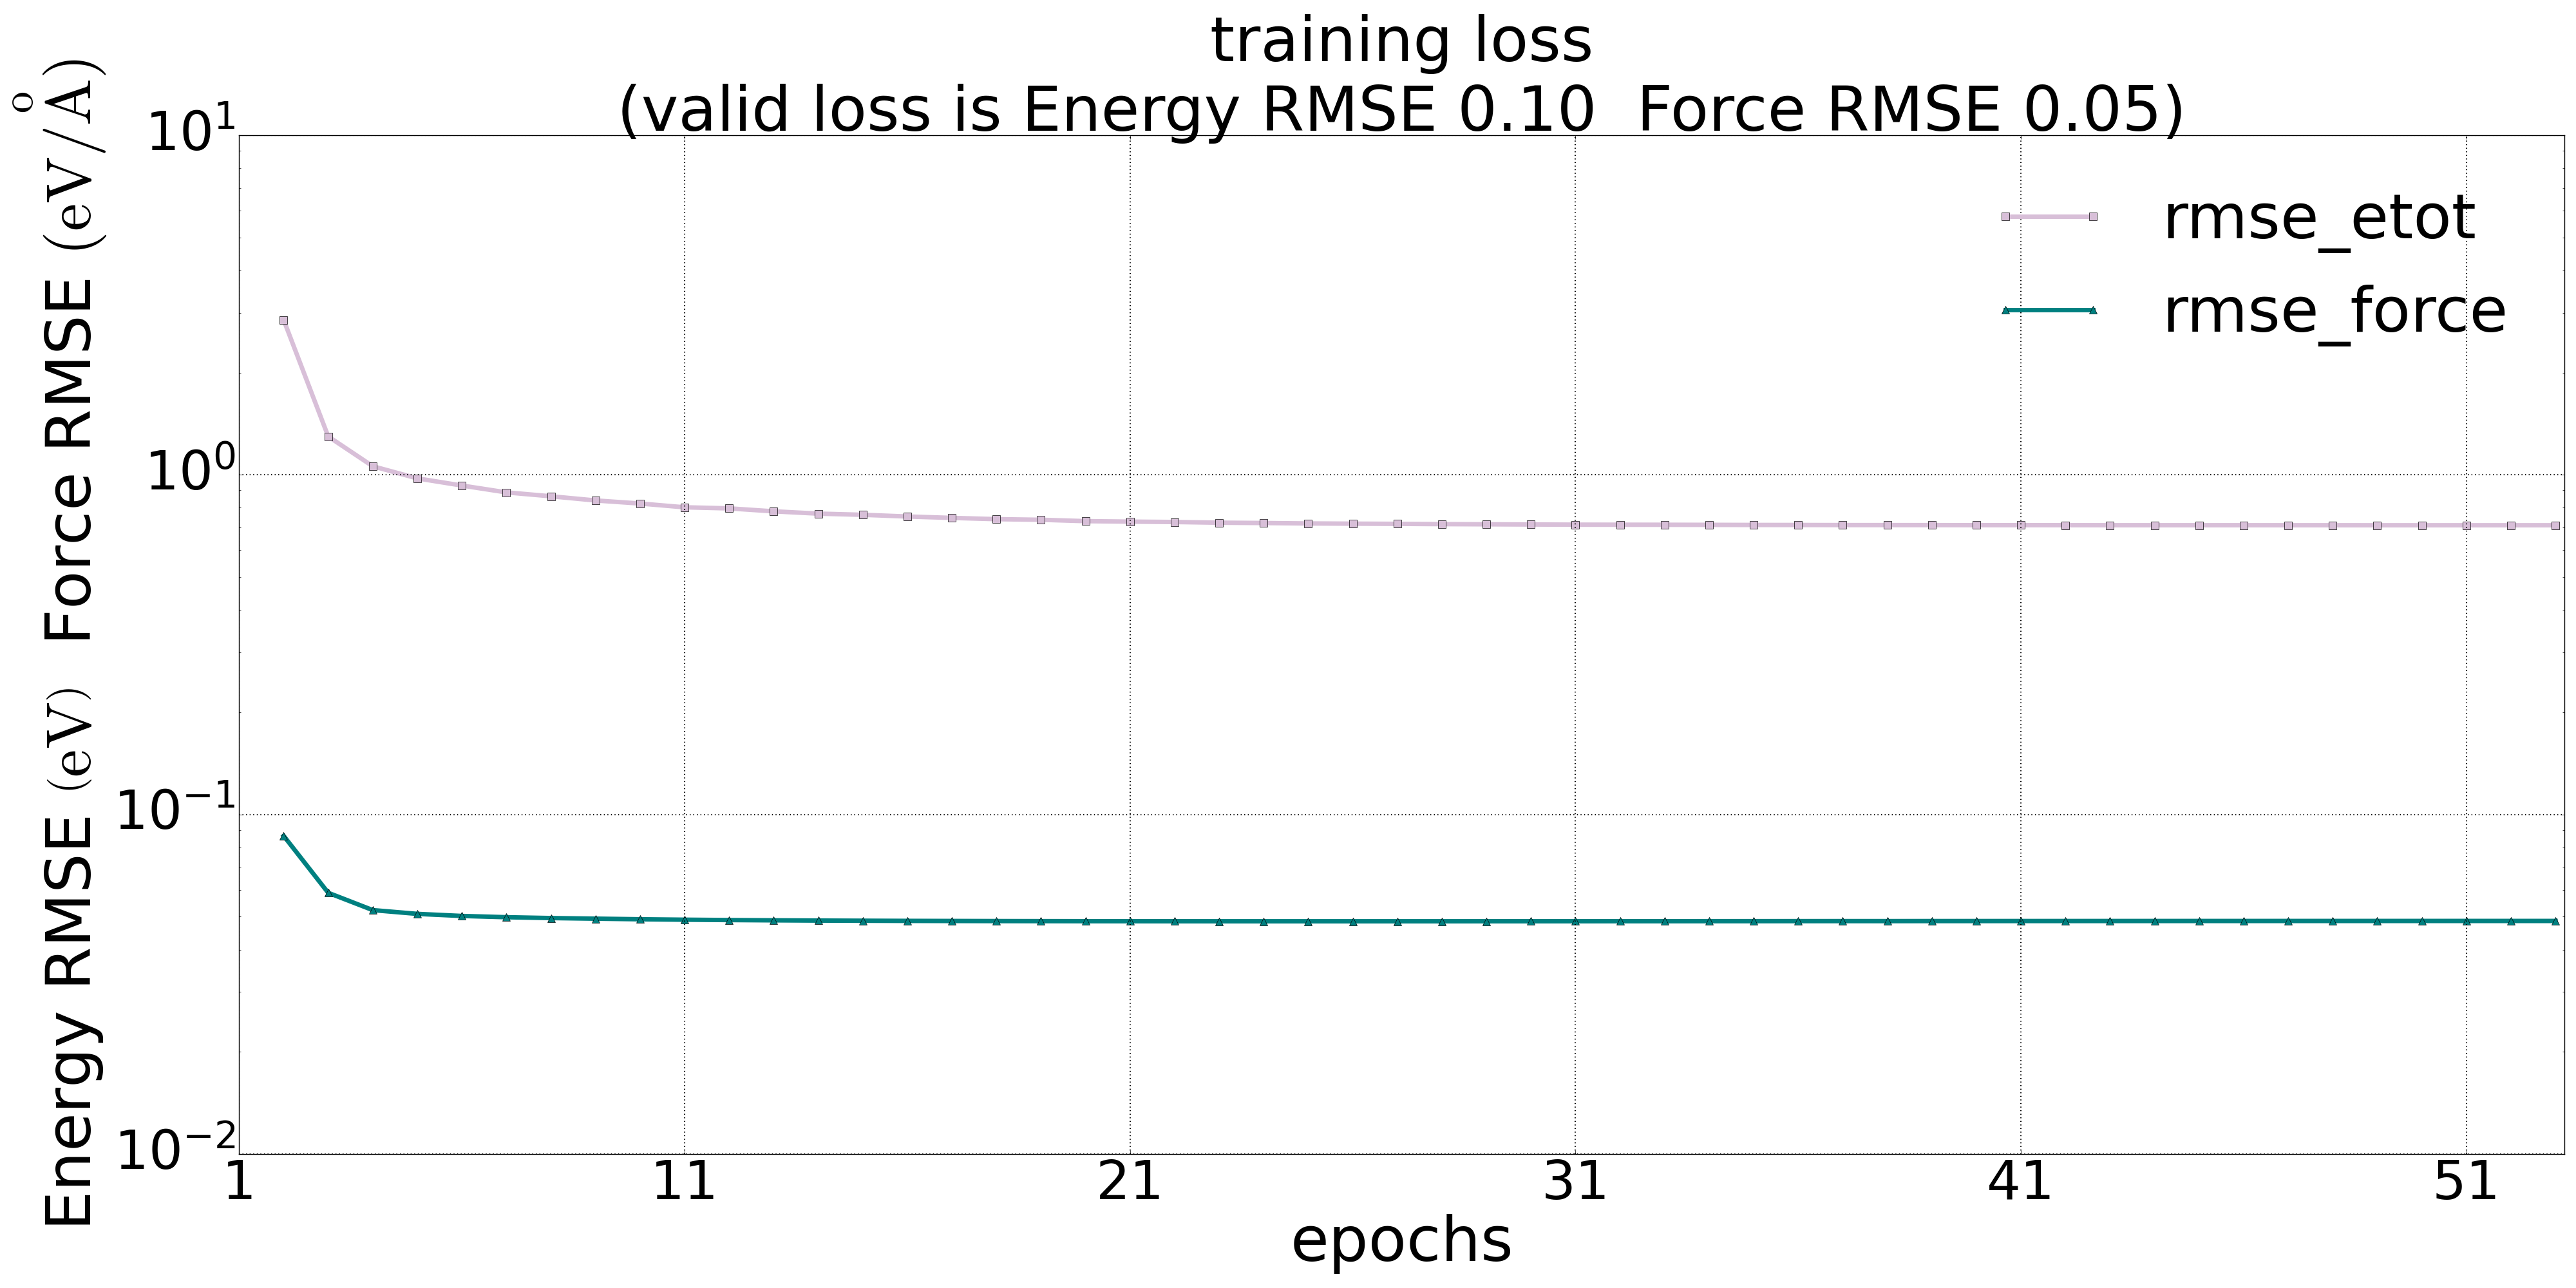 training loss
(valid loss is Energy RMSE 0.10  Force RMSE 0.05)
Energy RMSE (eV)  Force RMSE (eV/Å)
10¹
10⁰
10⁻¹
10⁻²
rmse_etot
rmse_force
1 11 21 31 41 51
epochs